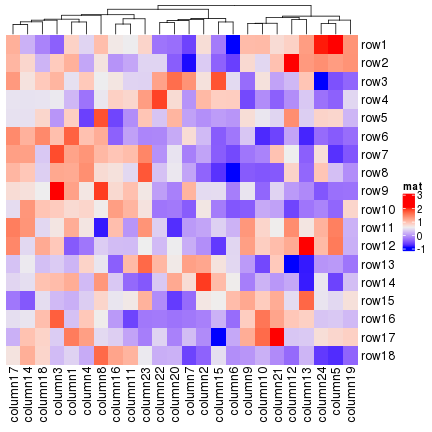 row1
row2
row3
row4
row5
row6
row7
row8
row9
row10
row11
row12
row13
row14
row15
row16
row17
row18
mat
3
2
1
0
-1
column17
column14
column18
column3
column1
column4
column8
column16
column11
column23
column22
column20
column7
column2
column15
column6
column9
column10
column21
column12
column13
column24
column5
column19